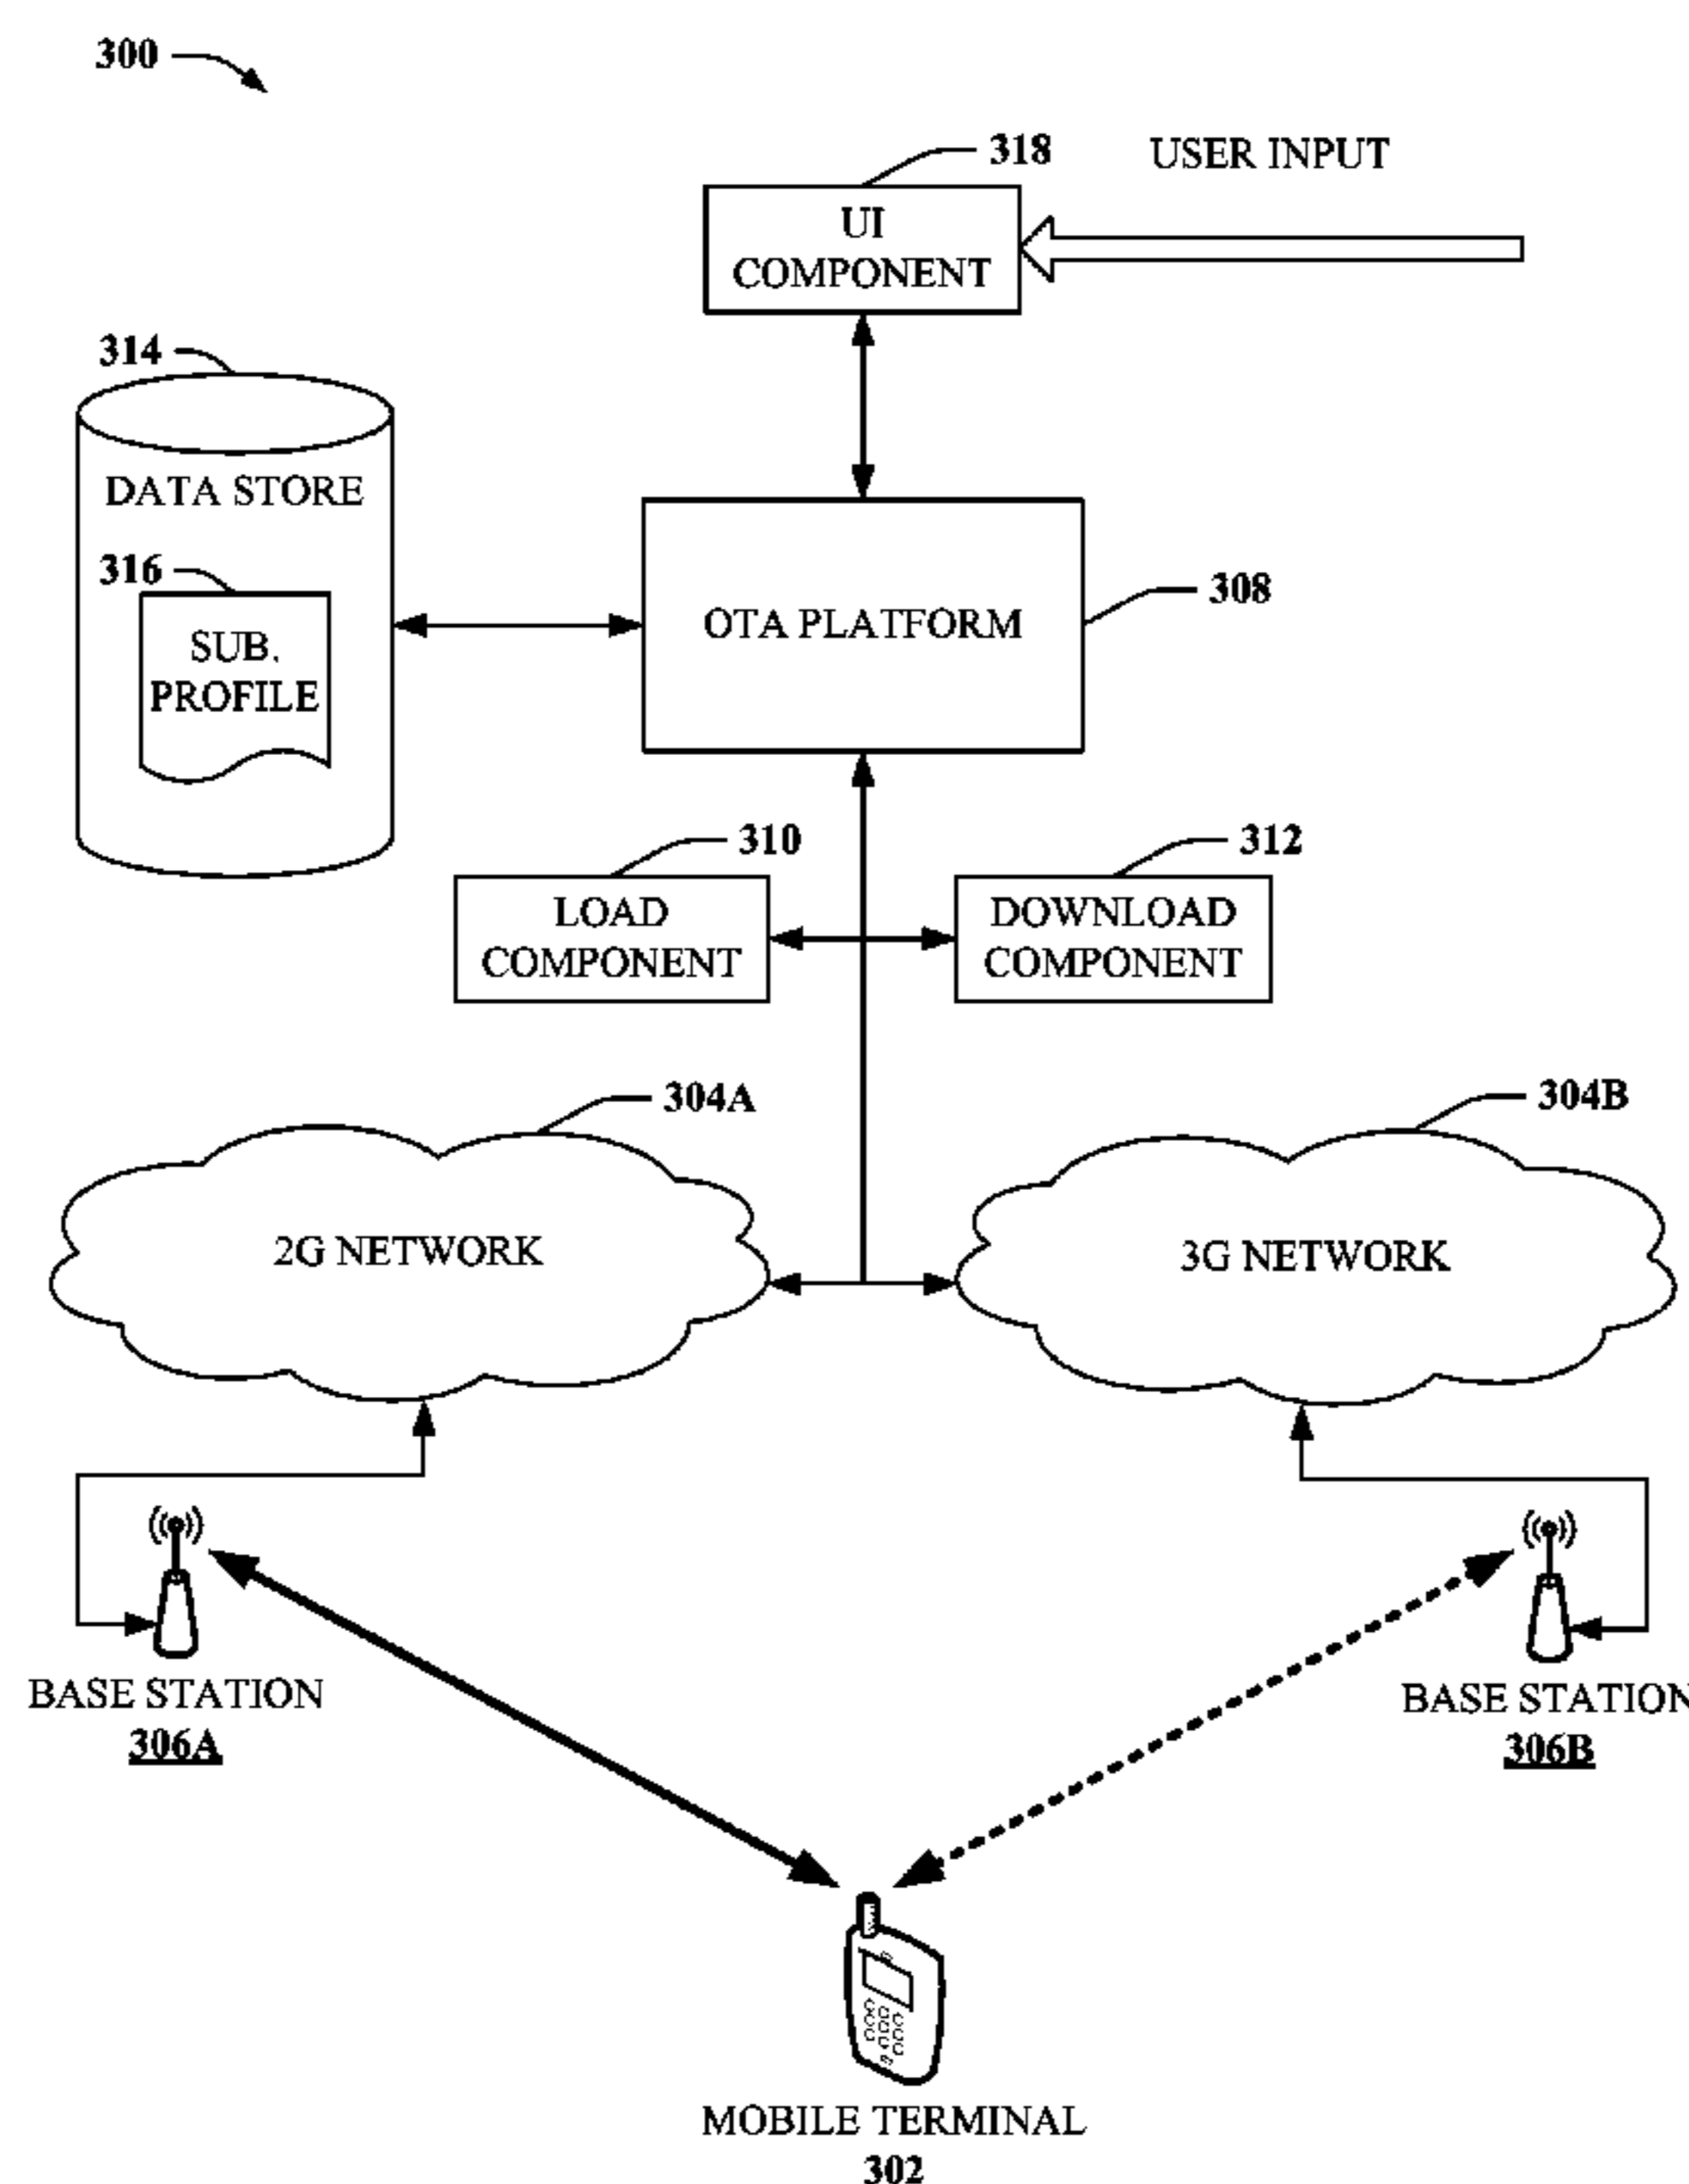 300
318
USER INPUT
UI
COMPONENT
314
DATA STORE
316
SUB.
PROFILE
OTA PLATFORM
308
310
312
LOAD
COMPONENT
DOWNLOAD
COMPONENT
304A
304B
2G NETWORK
3G NETWORK
BASE STATION
306A
BASE STATION
306B
MOBILE TERMINAL
302